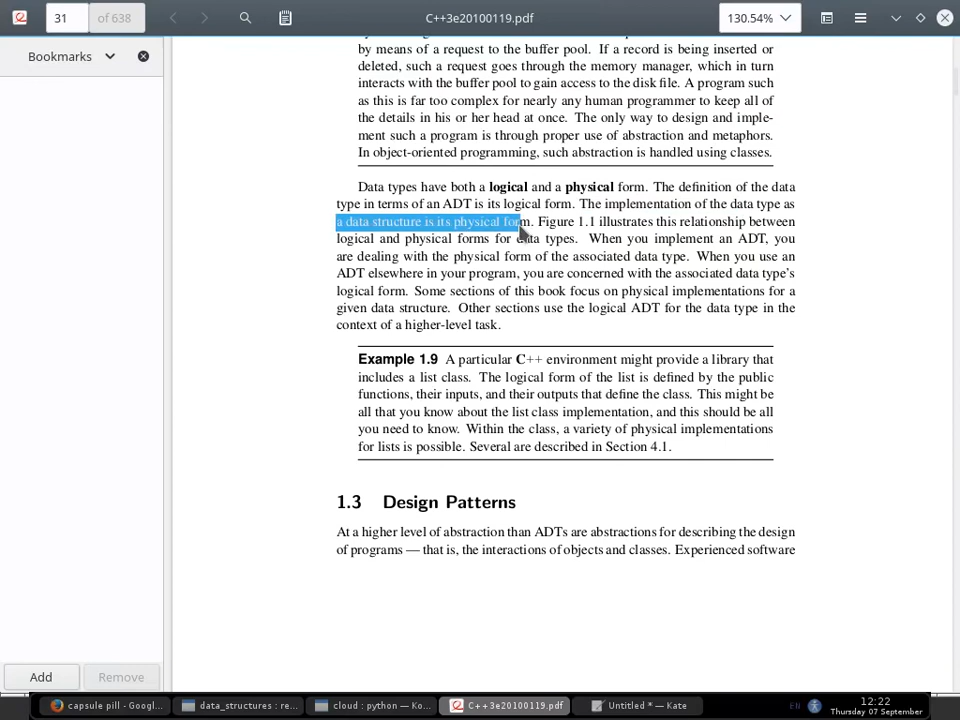 31
of 638
C++3e20100119.pdf
130.54%
Bookmarks
by means of a request to the buffer pool. If a record is being inserted or
deleted, such a request goes through the memory manager, which in turn
interacts with the buffer pool to gain access to the disk file. A program such
as this is far too complex for nearly any human programmer to keep all of
the details in his or her head at once. The only way to design and imple-
ment such a program is through proper use of abstraction and metaphors.
In object-oriented programming, such abstraction is handled using classes.
Data types have both a logical and a physical form. The definition of the data
type in terms of an ADT is its logical form. The implementation of the data type as
a data structure is its physical form. Figure 1.1 illustrates this relationship between
logical and physical forms for data types. When you implement an ADT, you
are dealing with the physical form of the associated data type. When you use an
ADT elsewhere in your program, you are concerned with the associated data type's
logical form. Some sections of this book focus on physical implementations for a
given data structure. Other sections use the logical ADT for the data type in the
context of a higher-level task.
Example 1.9 A particular C++ environment might provide a library that
includes a list class. The logical form of the list is defined by the public
functions, their inputs, and their outputs that define the class. This might be
all that you know about the list class implementation, and this should be all
you need to know. Within the class, a variety of physical implementations
for lists is possible. Several are described in Section 4.1.
1.3 Design Patterns
At a higher level of abstraction than ADTs are abstractions for describing the design
of programs — that is, the interactions of objects and classes. Experienced software
Add
Remove
capsule pill - Googl...
data_structures : re...
cloud : python — Ko...
C++3e20100119.pdf
Untitled * — Kate
EN
12:22
Thursday 07 September